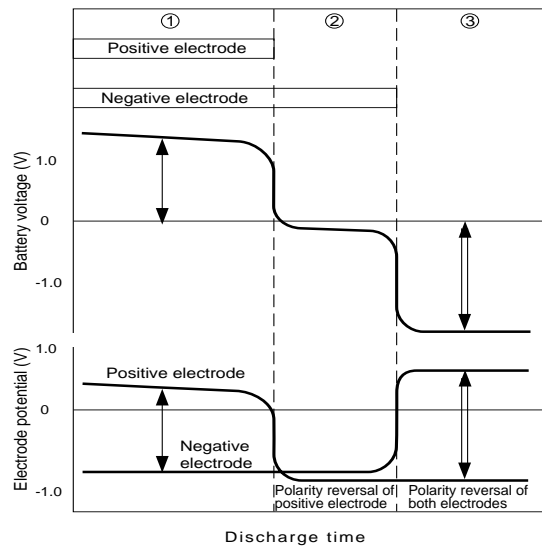 ① ② ③
Positive electrode
Negative electrode
Battery voltage (V)
1.0
0
-1.0
Electrode potential (V)
1.0
0
-1.0
Positive electrode
Negative
electrode
Polarity reversal of
positive electrode
Polarity reversal of
both electrodes
Discharge time